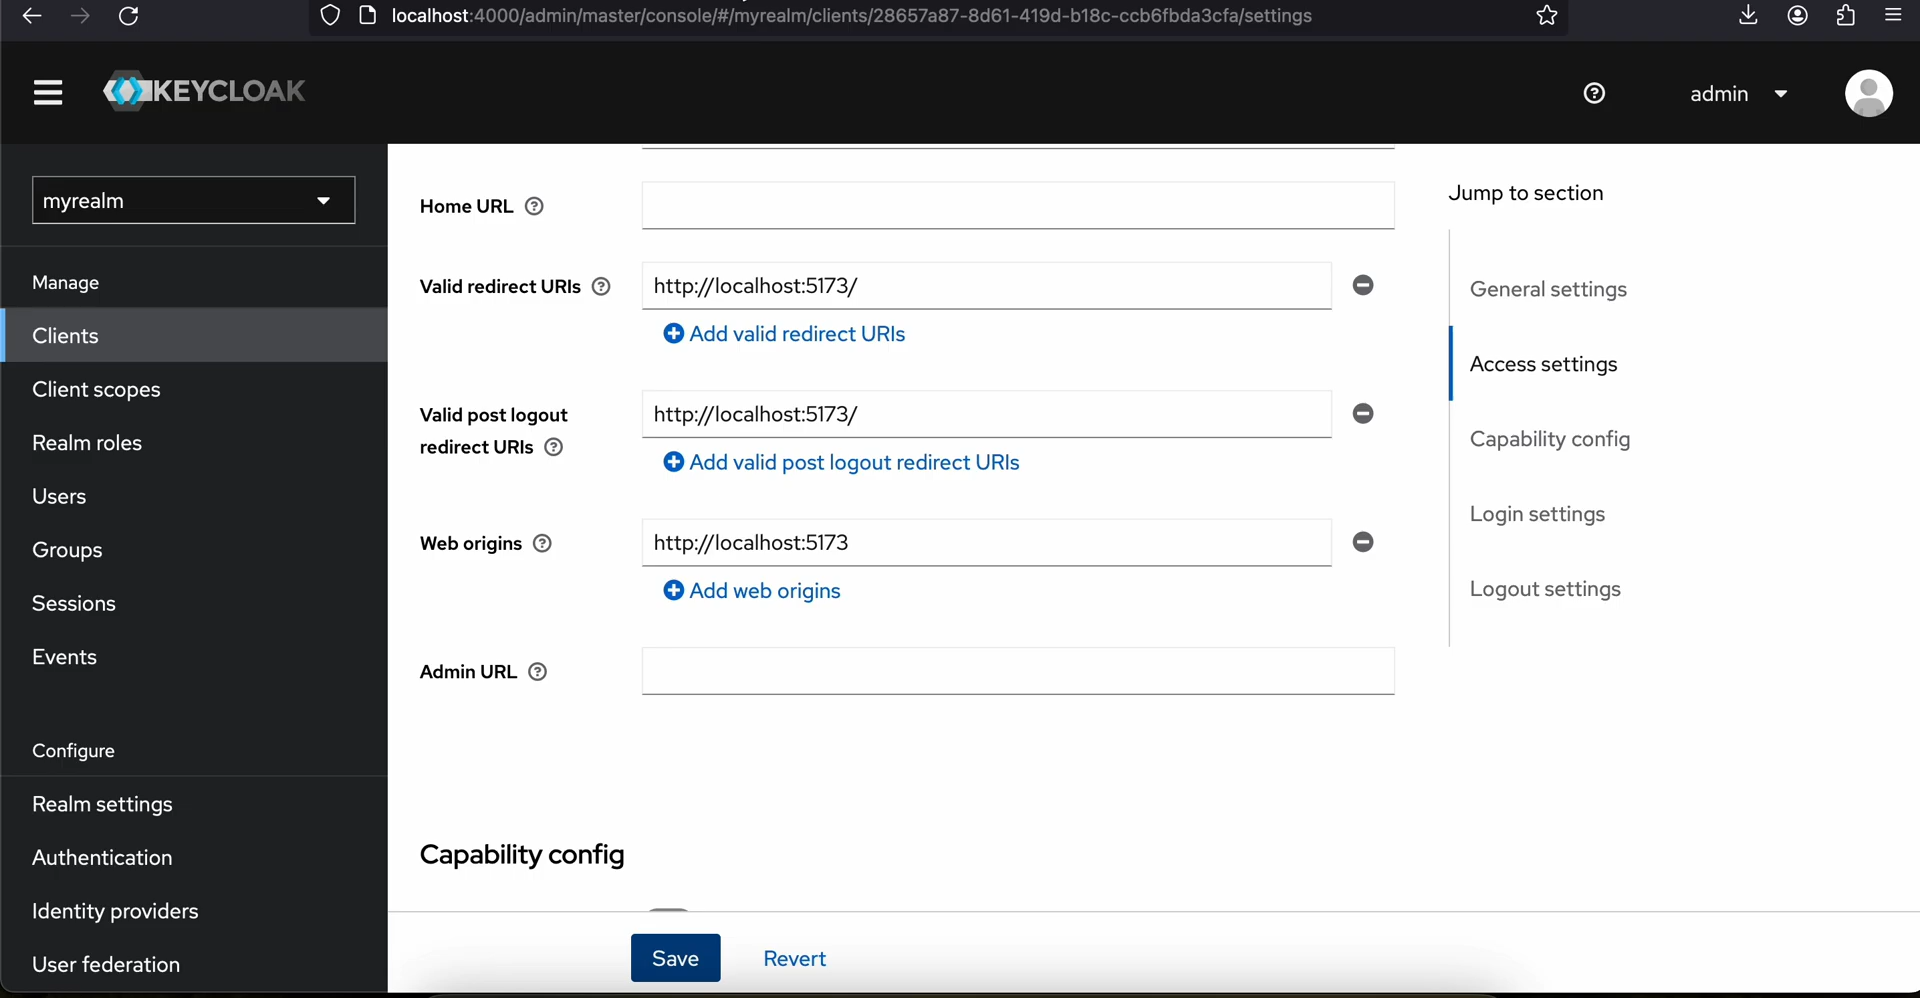 localhost:4000/admin/master/console/#/myrealm/clients/28657a87-8d61-419d-b18c-ccb6fbda3cfa/settings
KEYCLOAK
admin
myrealm
Manage
Clients
Client scopes
Realm roles
Users
Groups
Sessions
Events
Configure
Realm settings
Authentication
Identity providers
User federation
Home URL
Valid redirect URIs
http://localhost:5173/
Add valid redirect URIs
Valid post logout
redirect URIs
http://localhost:5173/
Add valid post logout redirect URIs
Web origins
http://localhost:5173
Add web origins
Admin URL
Capability config
Save
Revert
Jump to section
General settings
Access settings
Capability config
Login settings
Logout settings